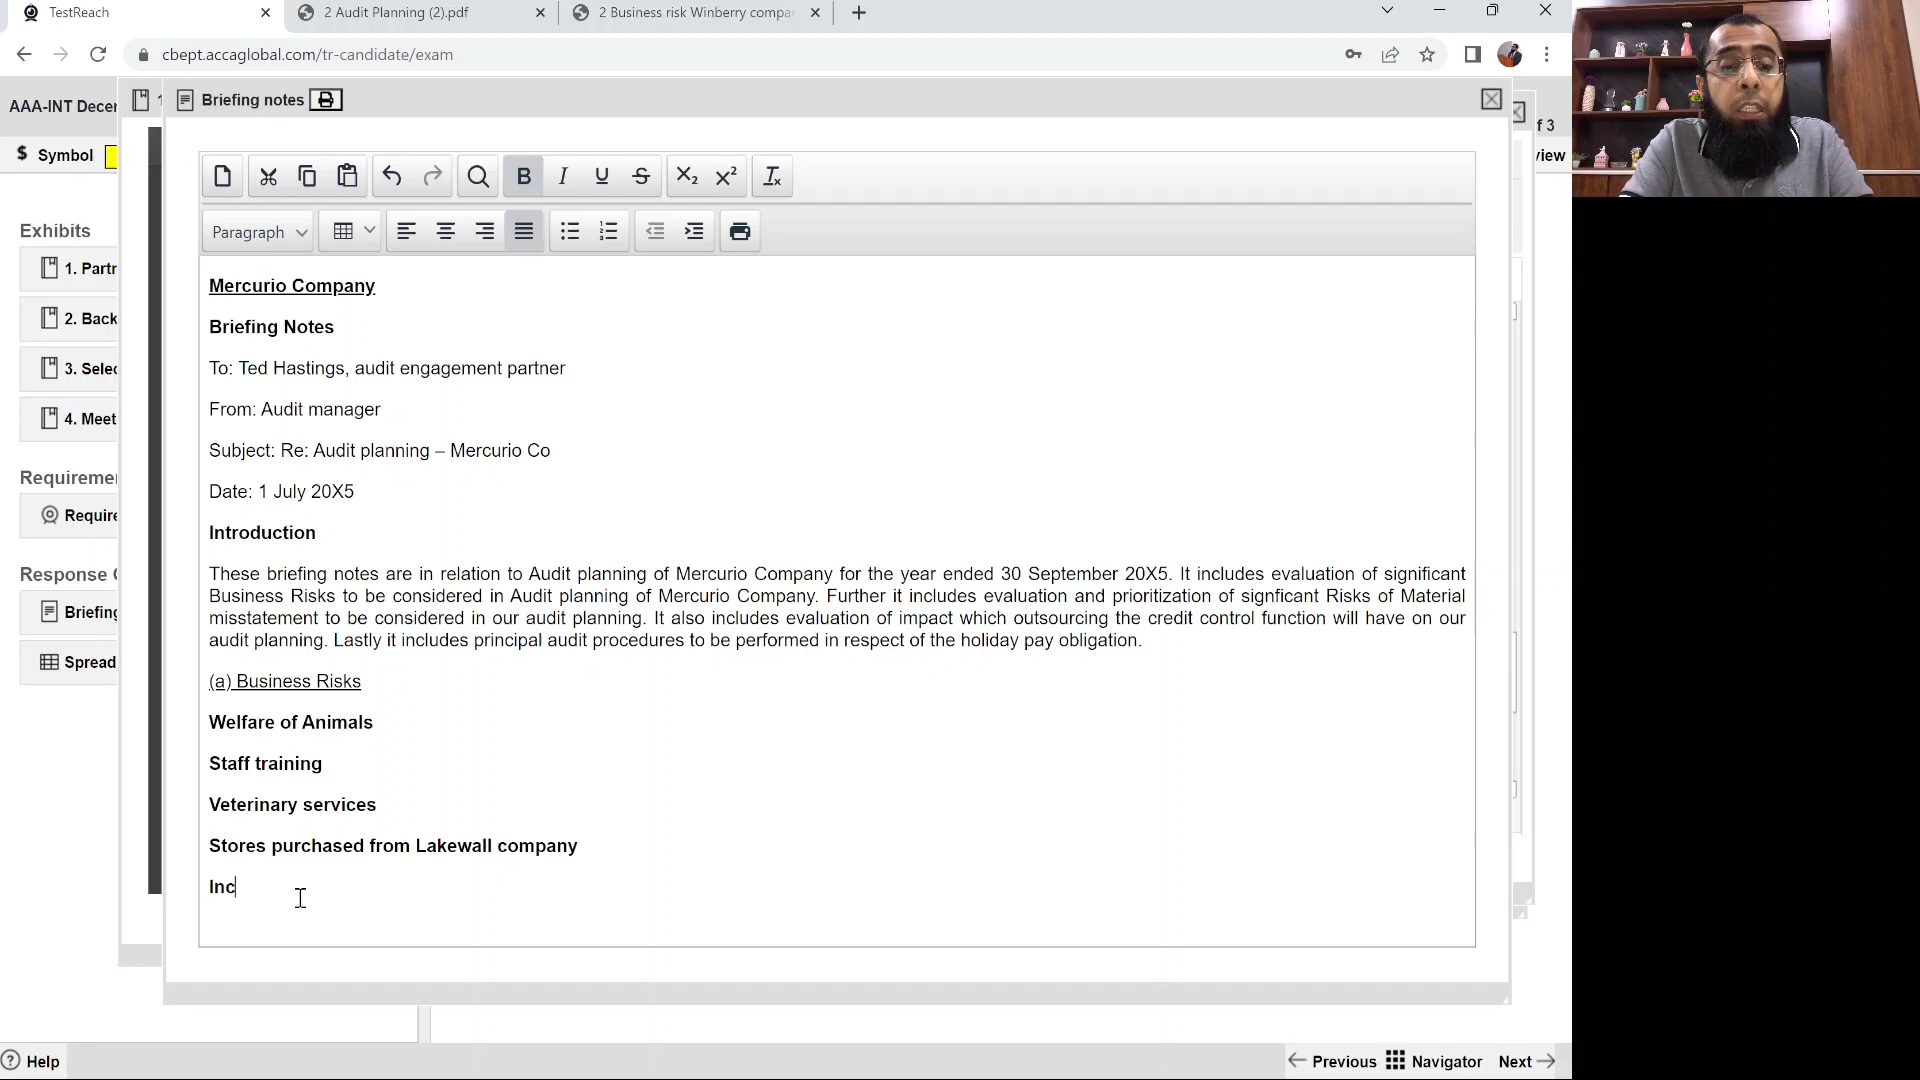 TestReach
2 Audit Planning (2).pdf
2 Business risk Winberry compa
cbept.accaglobal.com/tr-candidate/exam
AAA-INT Decer
1
Briefing notes
f 3
$ Symbol
view
Exhibits
1. Partr
2. Back
3. Selec
4. Meet
Requiremer
Require
Response
Briefing
Spread
Paragraph
Mercurio Company
Briefing Notes
To: Ted Hastings, audit engagement partner
From: Audit manager
Subject: Re: Audit planning – Mercurio Co
Date: 1 July 20X5
Introduction
These briefing notes are in relation to Audit planning of Mercurio Company for the year ended 30 September 20X5. It includes evaluation of significant
Business Risks to be considered in Audit planning of Mercurio Company. Further it includes evaluation and prioritization of signficant Risks of Material
misstatement to be considered in our audit planning. It also includes evaluation of impact which outsourcing the credit control function will have on our
audit planning. Lastly it includes principal audit procedures to be performed in respect of the holiday pay obligation.
(a) Business Risks
Welfare of Animals
Staff training
Veterinary services
Stores purchased from Lakewall company
Inc
Help
Previous
Navigator
Next